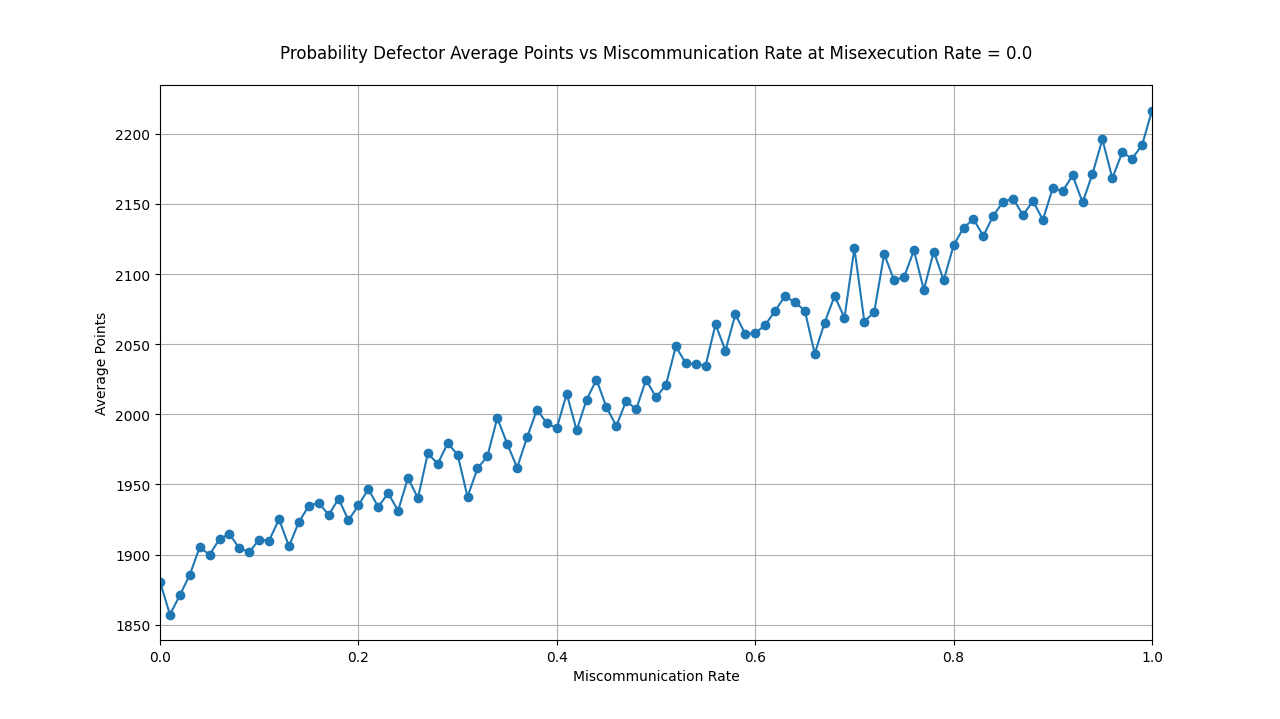 Probability Defector Average Points vs Miscommunication Rate at Misexecution Rate = 0.0
2200
2150
2100
2050
2000
1950
1900
1850
Average Points
0.0 0.2 0.4 0.6 0.8 1.0
Miscommunication Rate